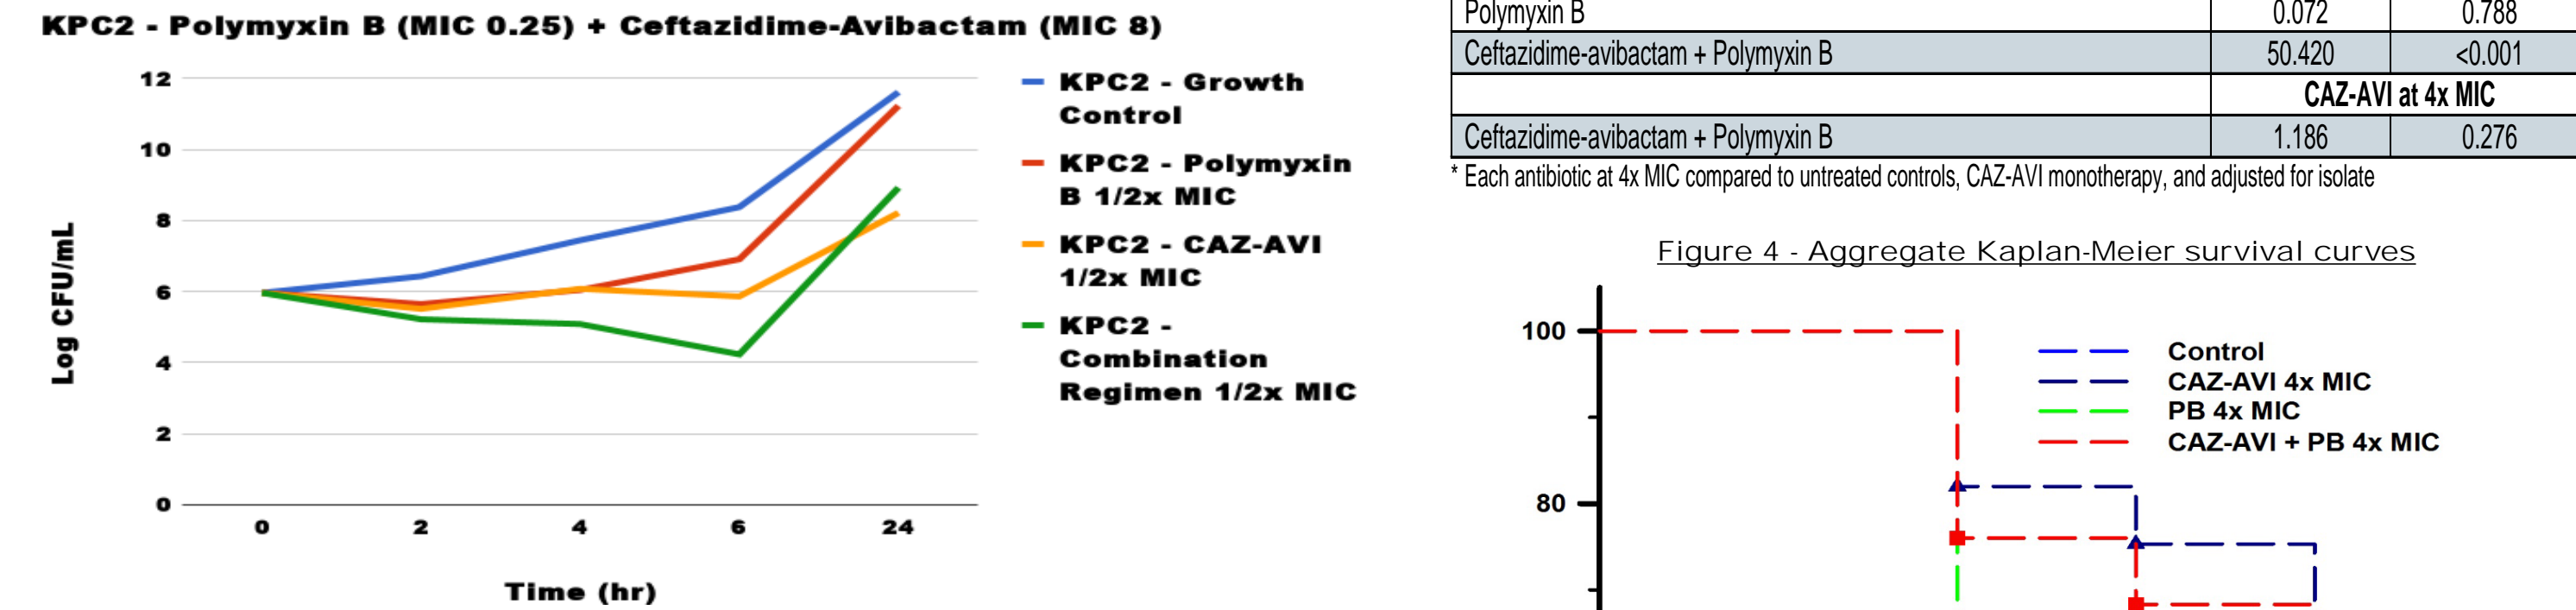 KPC2 - Polymyxin B (MIC 0.25) + Ceftazidime-Avibactam (MIC 8)
12
10
8
6
4
2
0
Log CFU/mL
0 2 4 6 24
Time (hr)
KPC2 - Growth
Control
KPC2 - Polymyxin
B 1/2x MIC
KPC2 - CAZ-AVI
1/2x MIC
KPC2 -
Combination
Regimen 1/2x MIC
Polymyxin B 0.072 0.788
Ceftazidime-avibactam + Polymyxin B 50.420 <0.001
CAZ-AVI at 4x MIC
Ceftazidime-avibactam + Polymyxin B 1.186 0.276
* Each antibiotic at 4x MIC compared to untreated controls, CAZ-AVI monotherapy, and adjusted for isolate
Figure 4 - Aggregate Kaplan-Meier survival curves
100
80
Control
CAZ-AVI 4x MIC
PB 4x MIC
CAZ-AVI + PB 4x MIC